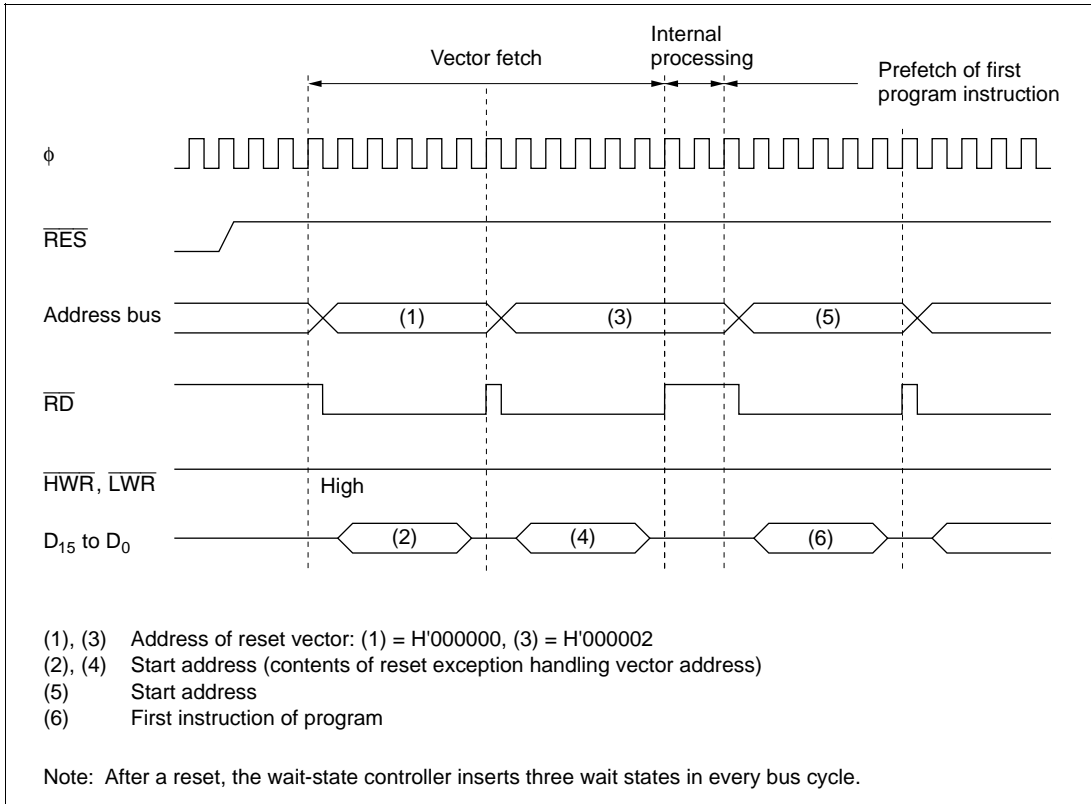 Internal
processing
Vector fetch
Prefetch of first
program instruction
φ
RES
Address bus
(1)
(3)
(5)
RD
HWR, LWR
High
D15 to D0
(2)
(4)
(6)
(1), (3) Address of reset vector: (1) = H'000000, (3) = H'000002
(2), (4) Start address (contents of reset exception handling vector address)
(5) Start address
(6) First instruction of program
Note: After a reset, the wait-state controller inserts three wait states in every bus cycle.